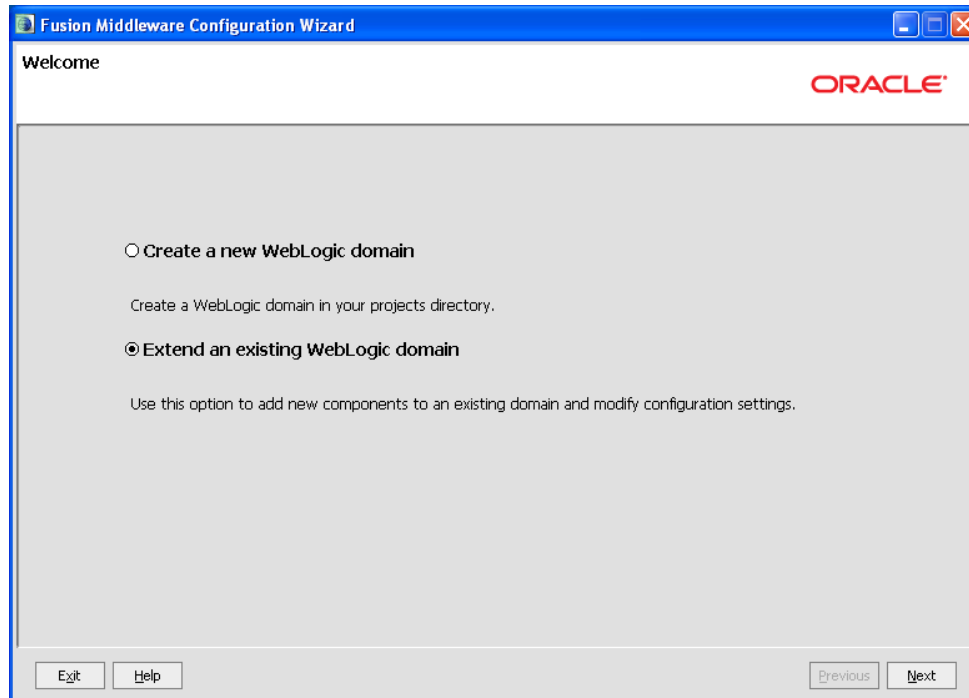 Fusion Middleware Configuration Wizard
Welcome
ORACLE
Create a new WebLogic domain
Create a WebLogic domain in your projects directory.
Extend an existing WebLogic domain
Use this option to add new components to an existing domain and modify configuration settings.
Exit Help Previous Next